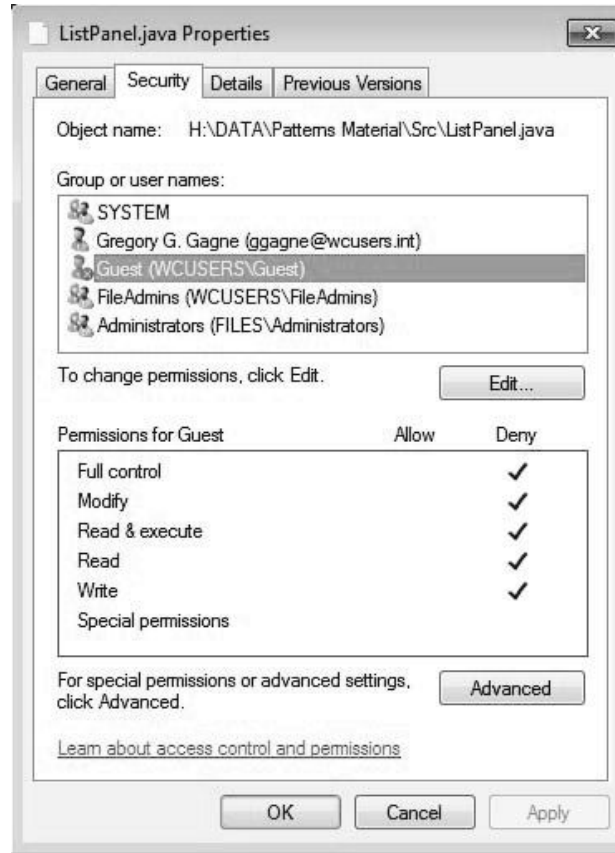 ListPanel.java Properties
General Security Details Previous Versions
Object name: H:\DATA\Patterns Material\Src\ListPanel.java
Group or user names:
SYSTEM
Gregory G. Gagne (ggagne@wcusers.int)
Guest (WCUSERS\Guest)
FileAdmins (WCUSERS\FileAdmins)
Administrators (FILES\Administrators)
To change permissions, click Edit. Edit...
Permissions for Guest Allow Deny
Full control
Modify
Read & execute
Read
Write
Special permissions
For special permissions or advanced settings,
click Advanced. Advanced
Learn about access control and permissions
OK Cancel Apply